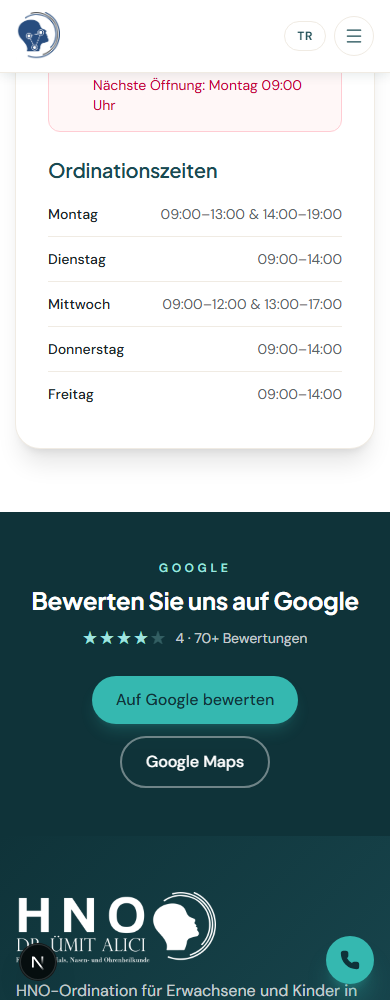 TR
Nächste Öffnung: Montag 09:00
Uhr
Ordinationszeiten
Montag 09:00–13:00 & 14:00–19:00
Dienstag 09:00–14:00
Mittwoch 09:00–12:00 & 13:00–17:00
Donnerstag 09:00–14:00
Freitag 09:00–14:00
GOOGLE
Bewerten Sie uns auf Google
4 · 70+ Bewertungen
Auf Google bewerten
Google Maps
HNO
DR. ÜMIT ALICI
Nasen- und Ohrenheilkunde
N
HNO-Ordination für Erwachsene und Kinder in